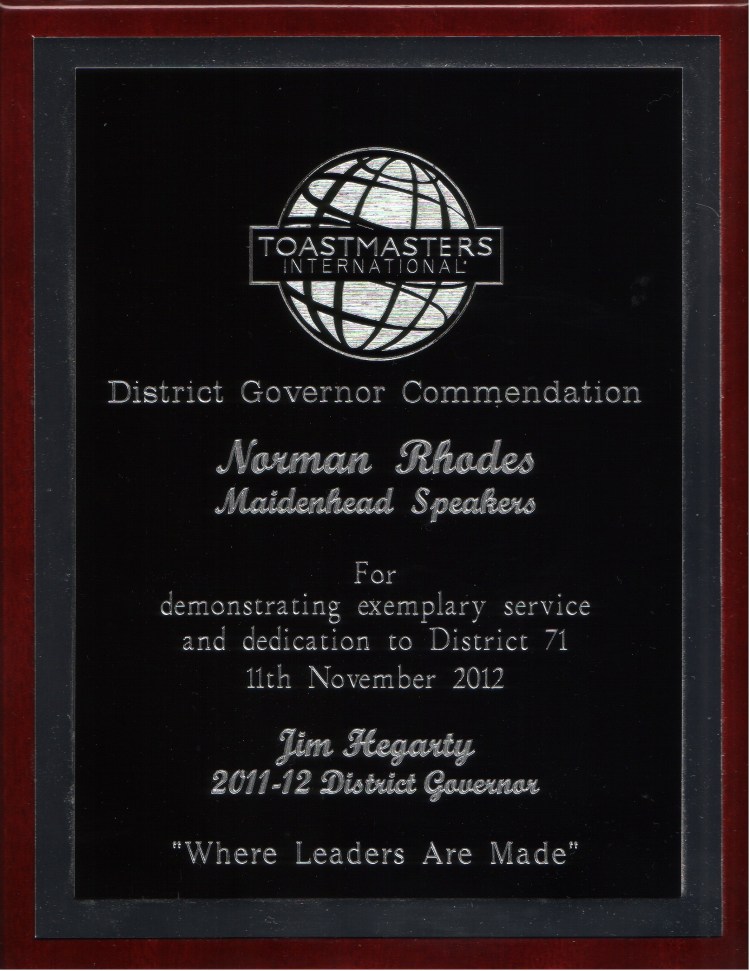 TOASTMASTERS
INTERNATIONAL
District Governor Commendation
Norman Rhodes
Maidenhead Speakers
For
demonstrating exemplary service
and dedication to District 71
11th November 2012
Jim Hegarty
2011-12 District Governor
"Where Leaders Are Made"